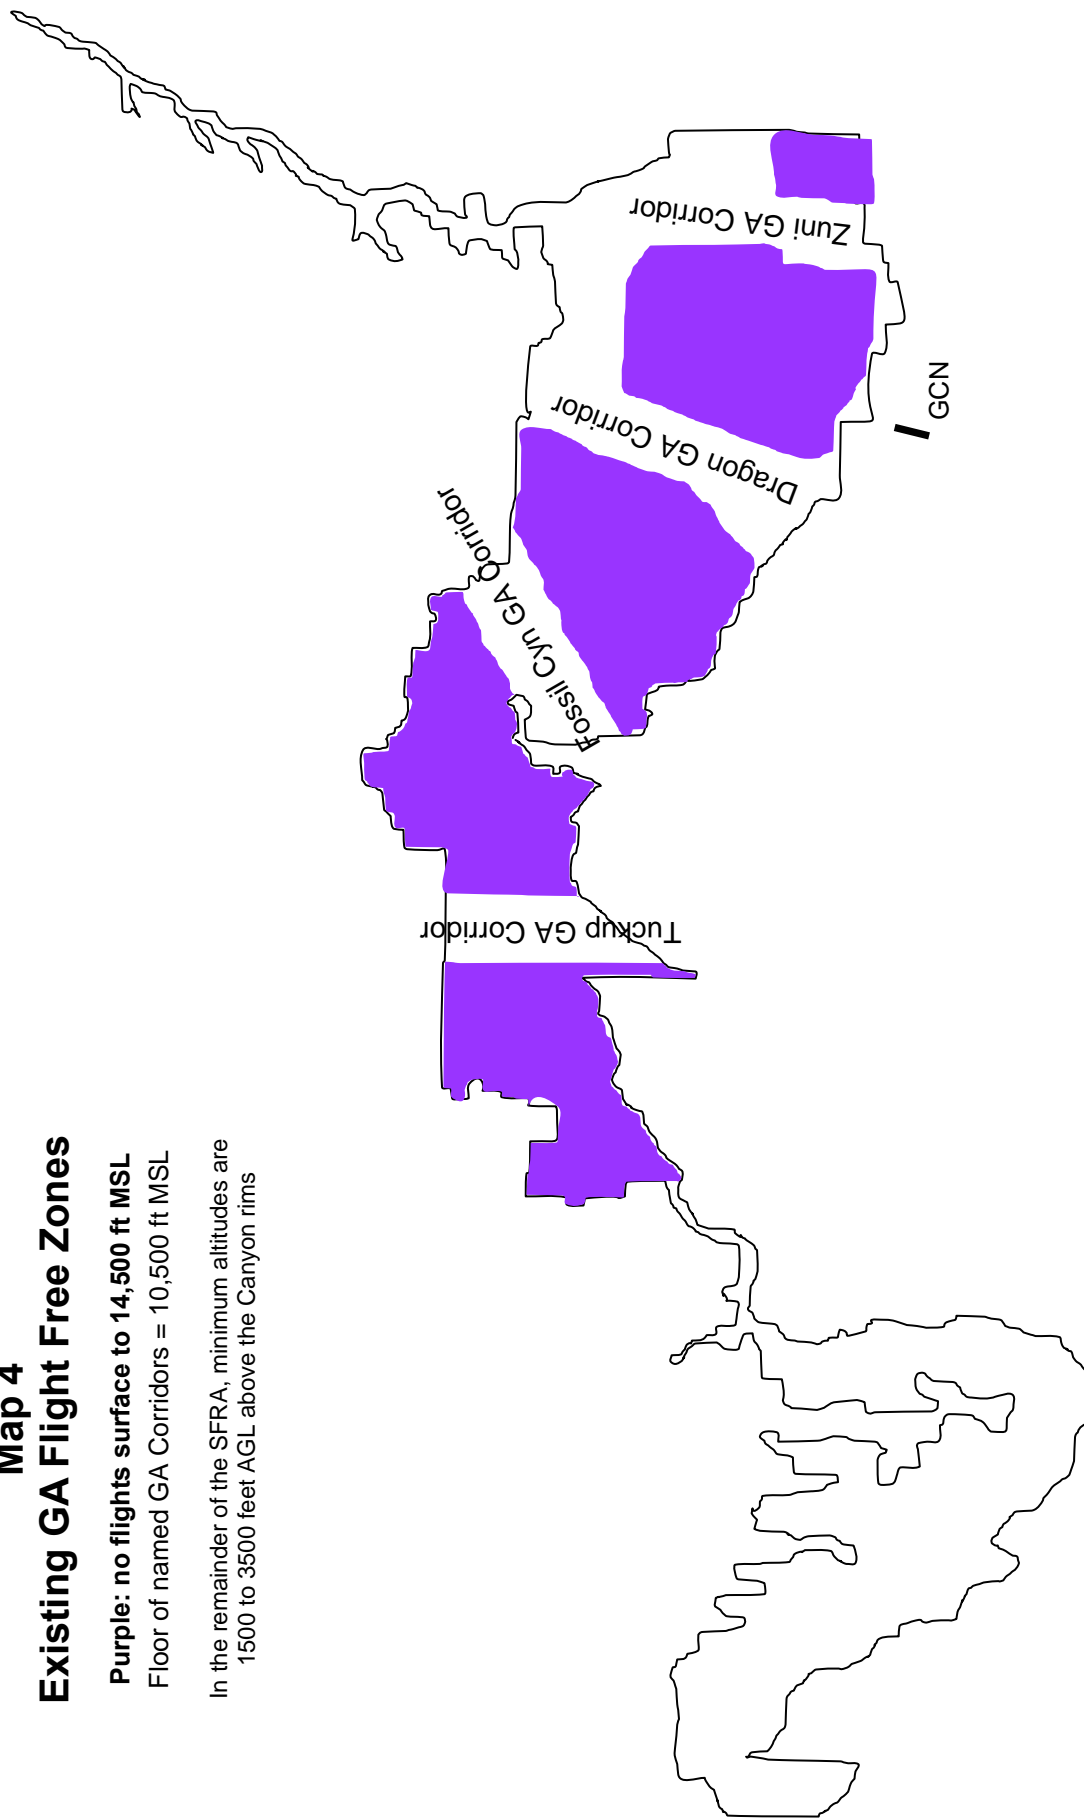 Map 4
Existing GA Flight Free Zones
Purple: no flights surface to 14,500 ft MSL
Floor of named GA Corridors = 10,500 ft MSL
In the remainder of the SFRA, minimum altitudes are
1500 to 3500 feet AGL above the Canyon rims
Tuckup GA Corridor
Fossil Cyn GA Corridor
Dragon GA Corridor
Zuni GA Corridor
GCN